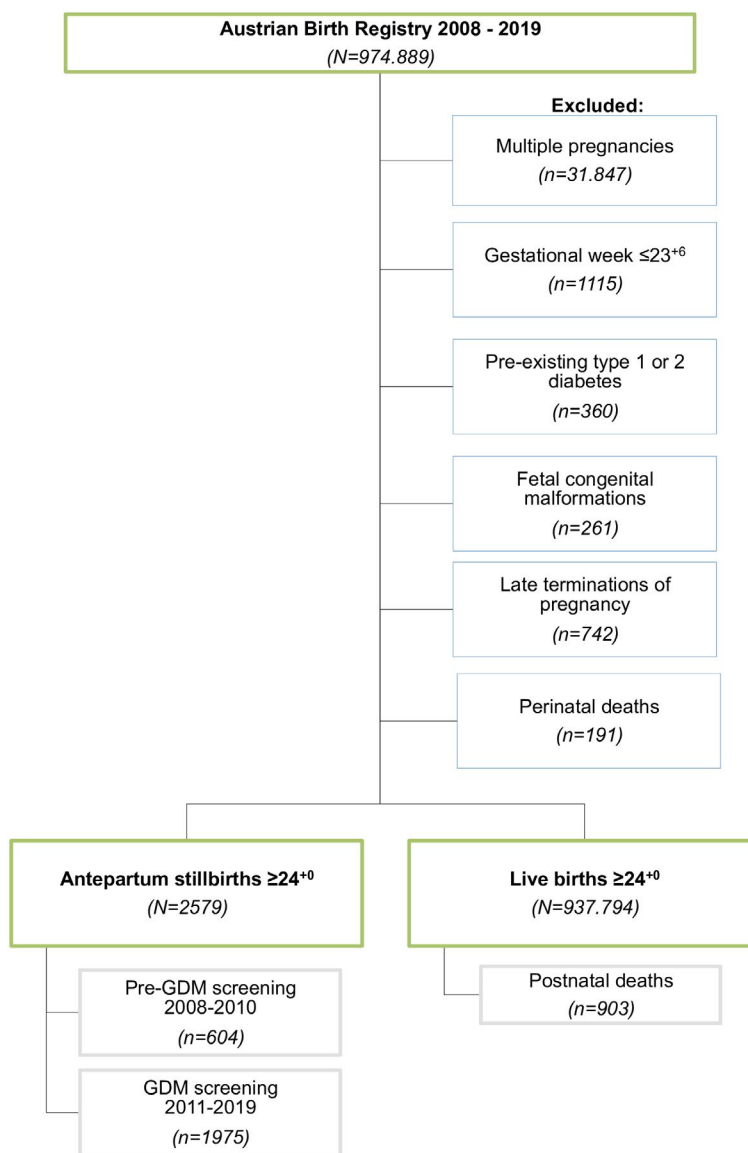 Austrian Birth Registry 2008 - 2019
(N=974.889)
Excluded:
Multiple pregnancies
(n=31.847)
Gestational week ≤23+6
(n=1115)
Pre-existing type 1 or 2
diabetes
(n=360)
Fetal congenital
malformations
(n=261)
Late terminations of
pregnancy
(n=742)
Perinatal deaths
(n=191)
Antepartum stillbirths ≥24+0
(N=2579)
Live births ≥24+0
(N=937.794)
Pre-GDM screening
2008-2010
(n=604)
Postnatal deaths
(n=903)
GDM screening
2011-2019
(n=1975)